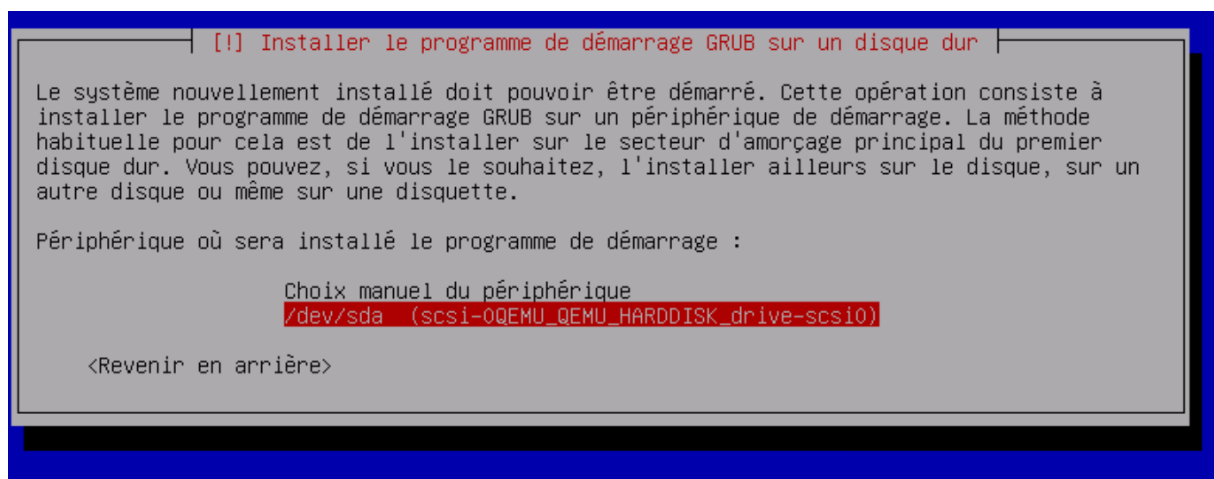 [!] Installer le programme de démarrage GRUB sur un disque dur
Le système nouvellement installé doit pouvoir être démarré. Cette opération consiste à
installer le programme de démarrage GRUB sur un périphérique de démarrage. La méthode
habituelle pour cela est de l'installer sur le secteur d'amorçage principal du premier
disque dur. Vous pouvez, si vous le souhaitez, l'installer ailleurs sur le disque, sur un
autre disque ou même sur une disquette.
Périphérique où sera installé le programme de démarrage :
Choix manuel du périphérique
/dev/sda  (scsi-0QEMU_QEMU_HARDDISK_drive-scsi0)
<Revenir en arrière>